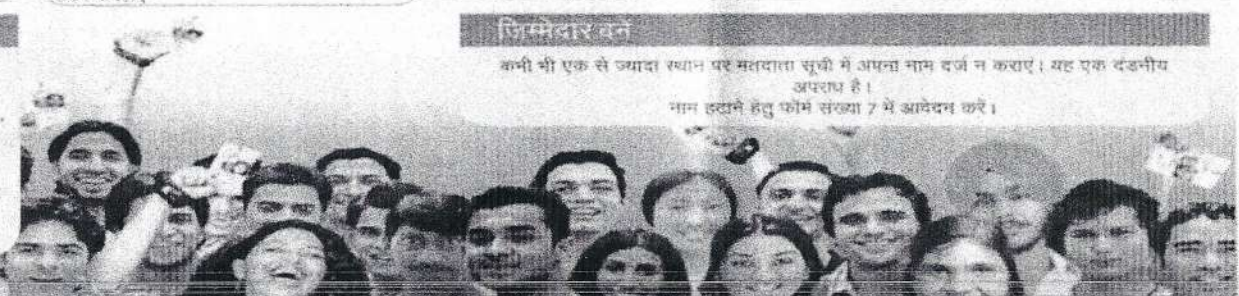 जिम्मेदार बनें
कभी भी एक से ज्यादा स्थान पर मतदाता सूची में अपना नाम दर्ज न कराएं। यह एक दंडनीय
अपराध है।
नाम हटाने हेतु फॉर्म संख्या 7 में आवेदन करें।